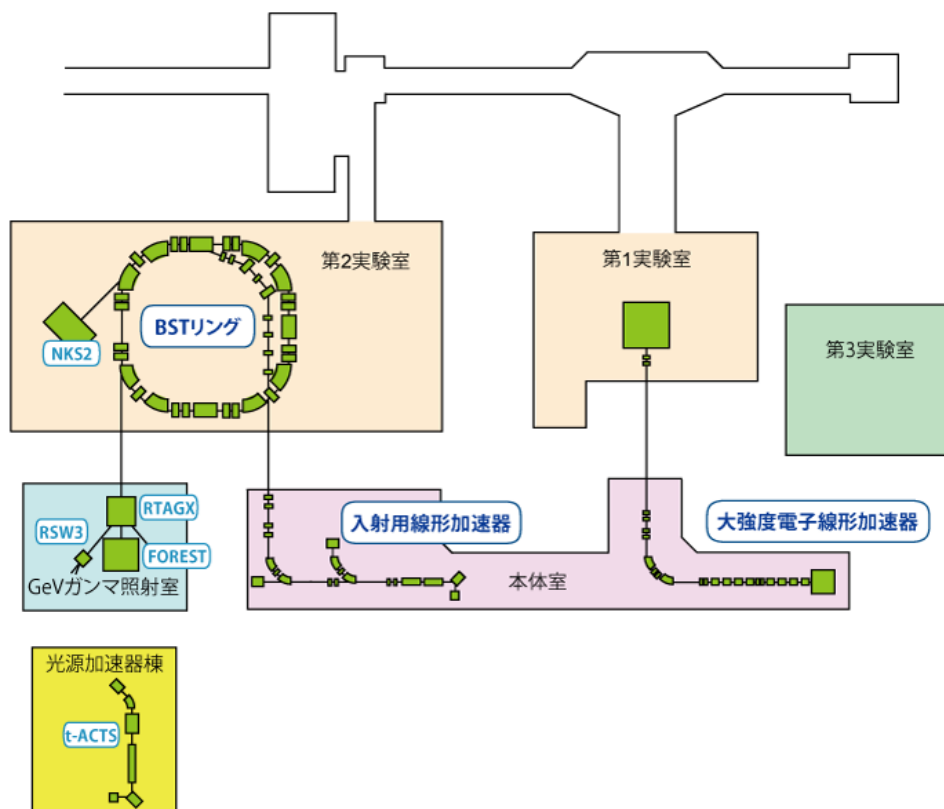 第2実験室
第1実験室
BSTリング
NKS2
第3実験室
RTAGX
RSW3
FOREST
GeVガンマ照射室
入射用線形加速器
大強度電子線形加速器
本体室
光源加速器棟
t-ACTS